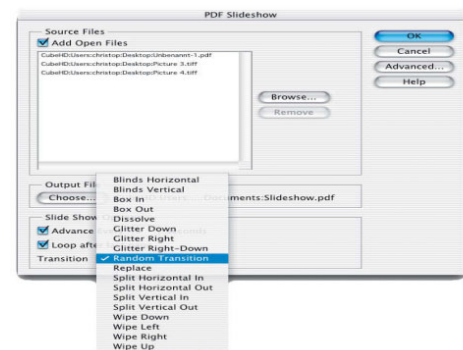 PDF Slideshow
Source Files
Add Open Files
CubeHD:Users:christop:Desktop:Unbenannt-1.pdf
CubeHD:Users:christop:Desktop:Picture 3.tiff
CubeHD:Users:christop:Desktop:Picture 4.tiff
Browse...
Remove
OK
Cancel
Advanced...
Help
Output File
Choose...
Documents:Slideshow.pdf
Slide Show
Advance
Loop after
Transition
Blinds Horizontal
Blinds Vertical
Box In
Box Out
Dissolve
Glitter Down
Glitter Right
Glitter Right-Down
Random Transition
Replace
Split Horizontal In
Split Horizontal Out
Split Vertical In
Split Vertical Out
Wipe Down
Wipe Left
Wipe Right
Wipe Up